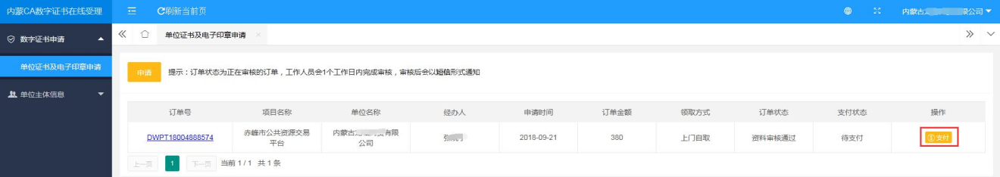 内蒙CA数字证书在线受理
刷新当前页
内蒙古 限公司
数字证书申请
单位证书及电子印章申请
单位证书及电子印章申请
单位主体信息
申请 提示：订单状态为正在审核的订单，工作人员会1个工作日内完成审核，审核后会以短信形式通知
订单号 项目名称 单位名称 经办人 申请时间 订单金额 领取方式 订单状态 支付状态 操作
DWPT18004888574 赤峰市公共资源交易平台 内蒙古 有限公司 2018-09-21 380 上门自取 资料审核通过 待支付 支付
上一页 1 下一页 当前 1 / 1 共 1 条